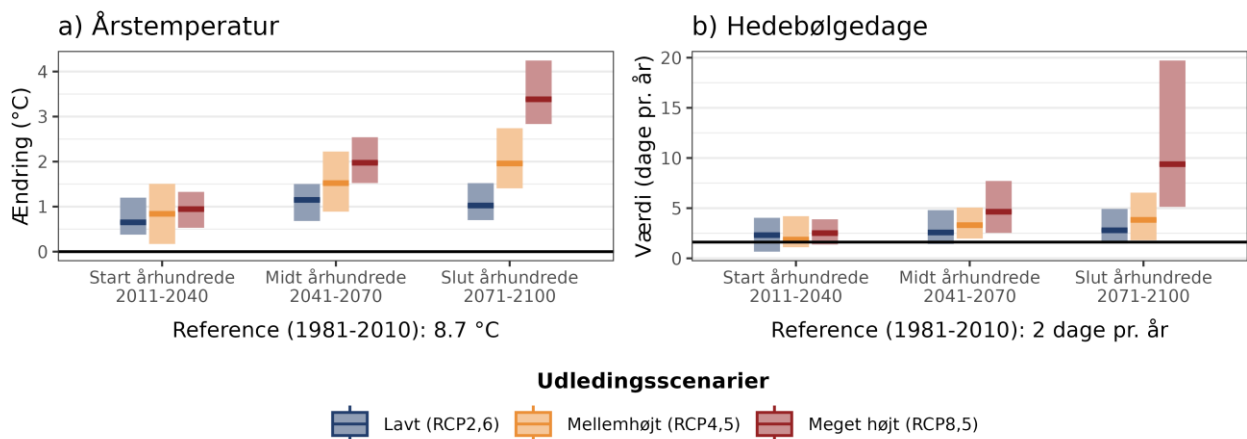 a) Årstemperatur
Ændring (°C)
4
3
2
1
0
Start århundrede
2011-2040
Midt århundrede
2041-2070
Slut århundrede
2071-2100
Reference (1981-2010): 8.7 °C
b) Hedebølgedage
Værdi (dage pr. år)
20
15
10
5
0
Start århundrede
2011-2040
Midt århundrede
2041-2070
Slut århundrede
2071-2100
Reference (1981-2010): 2 dage pr. år
Udledingsscenarier
Lavt (RCP2,6)
Mellemhøjt (RCP4,5)
Meget højt (RCP8,5)